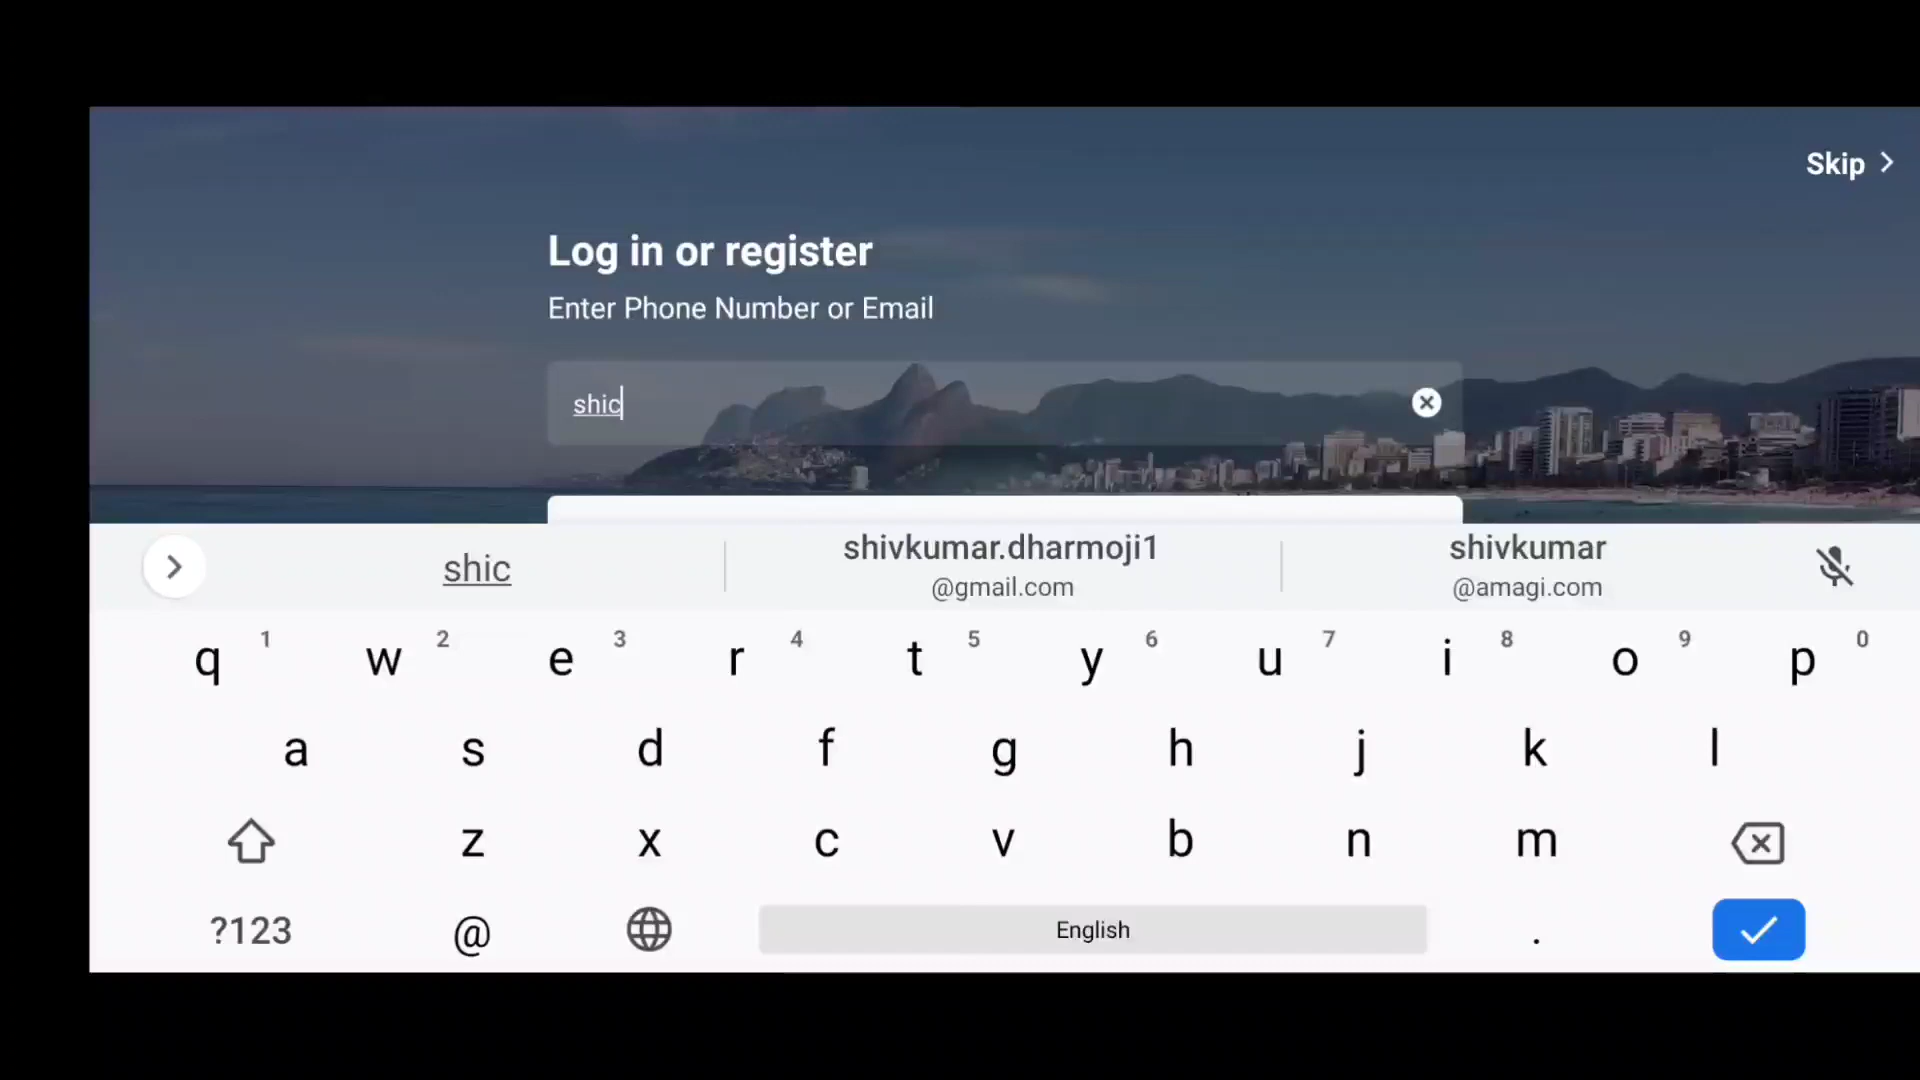 Skip
Log in or register
Enter Phone Number or Email
shic
shic
shivkumar.dharmoji1
@gmail.com
shivkumar
@amagi.com
q 1 w 2 e 3 r 4 t 5 y 6 u 7 i 8 o 9 p 0
a s d f g h j k l
z x c v b n m
?123 @ English .